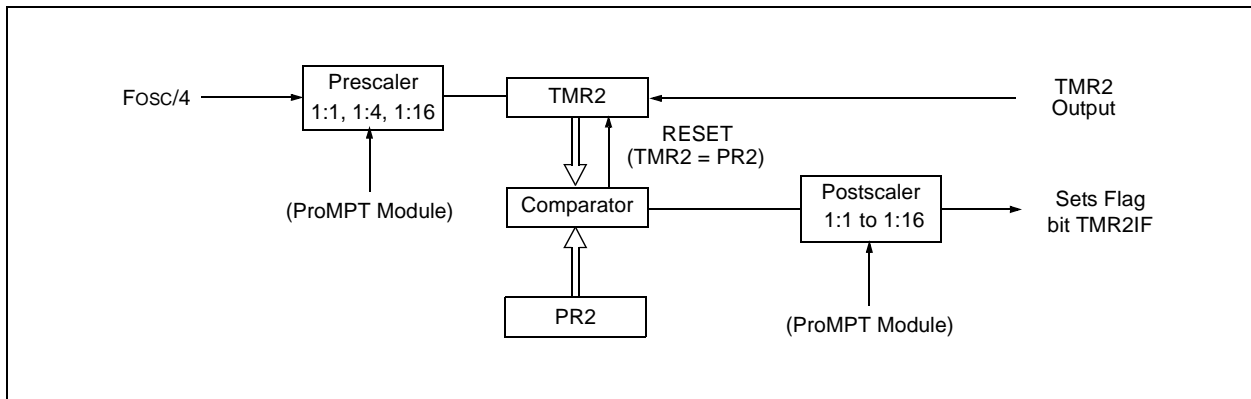 Fosc/4
Prescaler
1:1, 1:4, 1:16
(ProMPT Module)
TMR2
RESET
(TMR2 = PR2)
Comparator
PR2
TMR2
Output
Postscaler
1:1 to 1:16
(ProMPT Module)
Sets Flag
bit TMR2IF